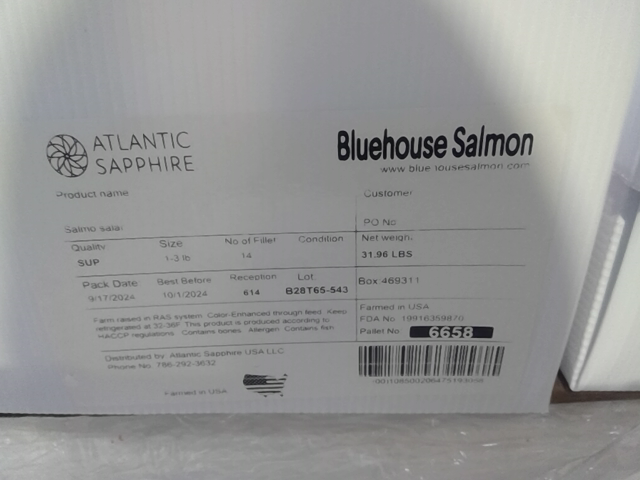 ATLANTIC
SAPPHIRE
Bluehouse Salmon
www.bluehousesalmon.com
Product name
Customer
Salmo salar
PO No
Quality Size No of Fillet Condition
SUP 1-3 lb 14
Net weigh.
31.96 LBS
Pack Date Best Before Reception Lot
9/17/2024 10/1/2024 614 B28T65-543
Box:469311
Farm raised in RAS system Color-Enhanced through feed Keep
refrigerated at 32-36F This product is produced according to
HACCP regulations Contains bones. Allergen Contains fish
Farmed in USA
FDA No. 19916359870
Pallet No. 6658
Distributed by Atlantic Sapphire USA LLC
Phone No. 786-292-3632
Farmed in USA